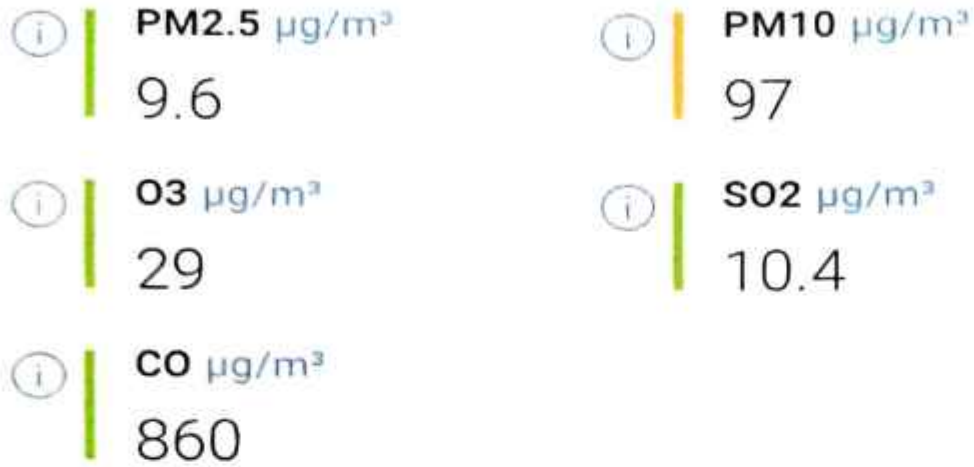 PM2.5 µg/m³
9.6
PM10 µg/m³
97
O3 µg/m³
29
SO2 µg/m³
10.4
CO µg/m³
860